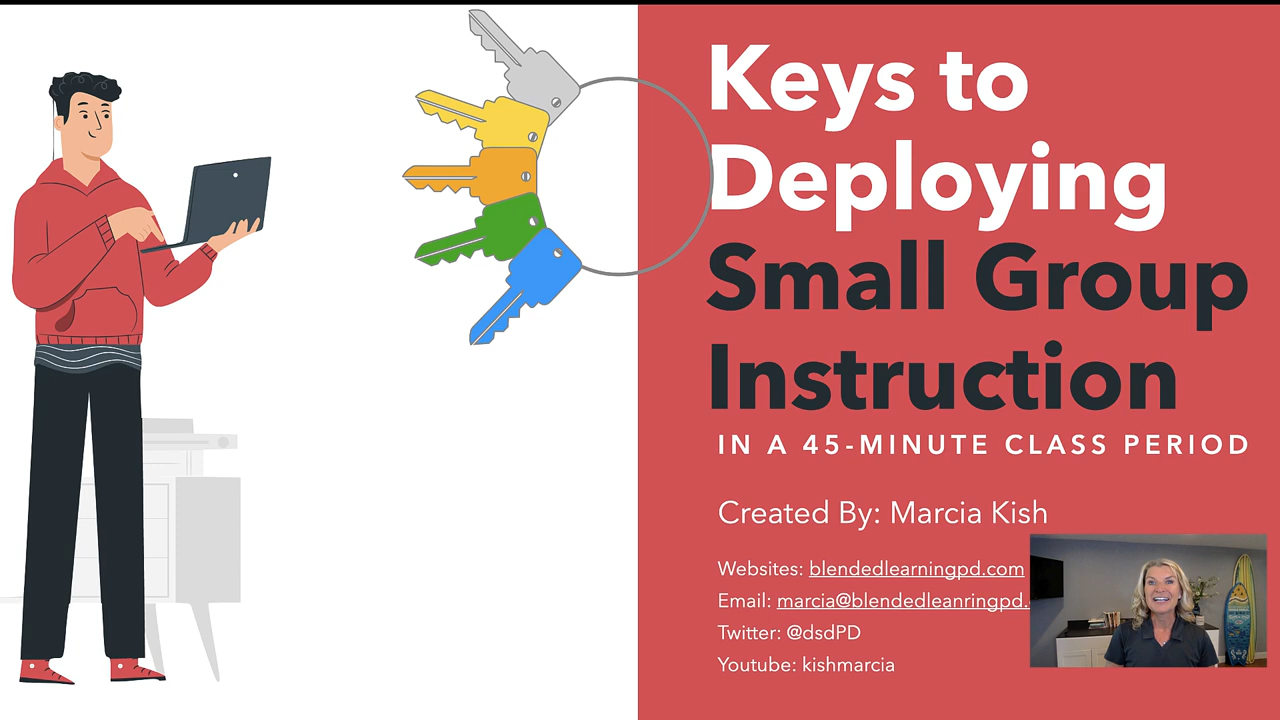 Keys to
Deploying
Small Group
Instruction
IN A 45-MINUTE CLASS PERIOD
Created By: Marcia Kish
Websites: blendedlearningpd.com
Email: marcia@blendedleanringpd.
Twitter: @dsdPD
Youtube: kishmarcia